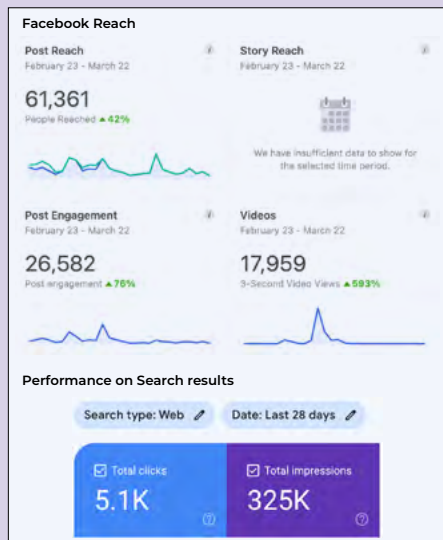 Facebook Reach
Post Reach
February 23 - March 22
61,361
People Reached ▲ 42%
Story Reach
February 23 - March 22
We have insufficient data to show for
the selected time period.
Post Engagement
February 23 - March 22
26,582
Post engagement ▲ 76%
Videos
February 23 - March 22
17,959
3-Second Video Views ▲ 593%
Performance on Search results
Search type: Web
Date: Last 28 days
Total clicks
5.1K
Total impressions
325K